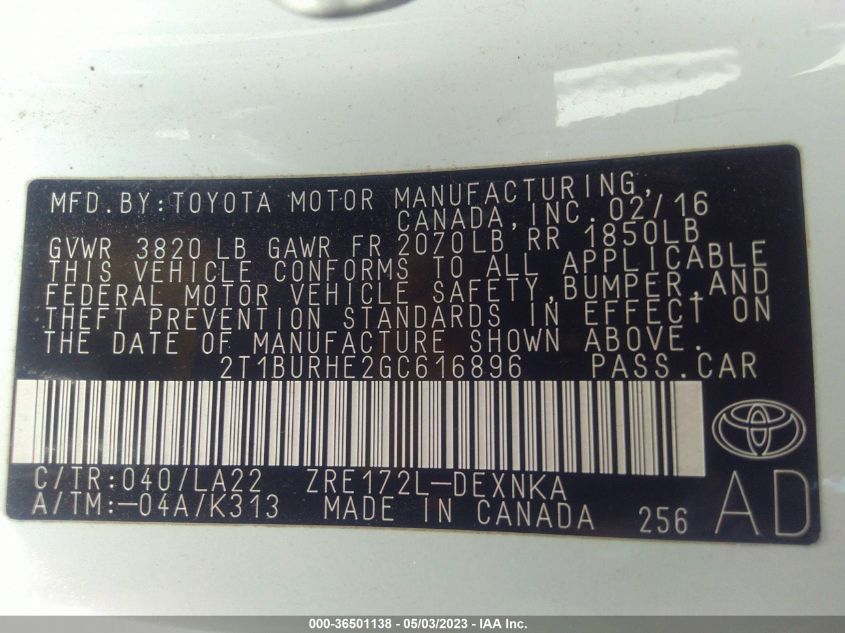 MFD.BY:TOYOTA MOTOR MANUFACTURING,
CANADA,INC.02/16
GVWR 3820 LB GAWR FR 2070LB, RR 1850LB
THIS VEHICLE CONFORMS TO ALL APPLICABLE
FEDERAL MOTOR VEHICLE SAFETY,BUMPER,AND
THEFT PREVENTION STANDARDS IN EFFECT ON
THE DATE OF MANUFACTURE SHOWN ABOVE.
2T1BURHE2GC616896 PASS.CAR
C/TR:040/LA22 ZRE172L-DEXNKA
A/TM:-04A/K313 MADE IN CANADA 256 AD
000-36501138 - 05/03/2023 - IAA Inc.